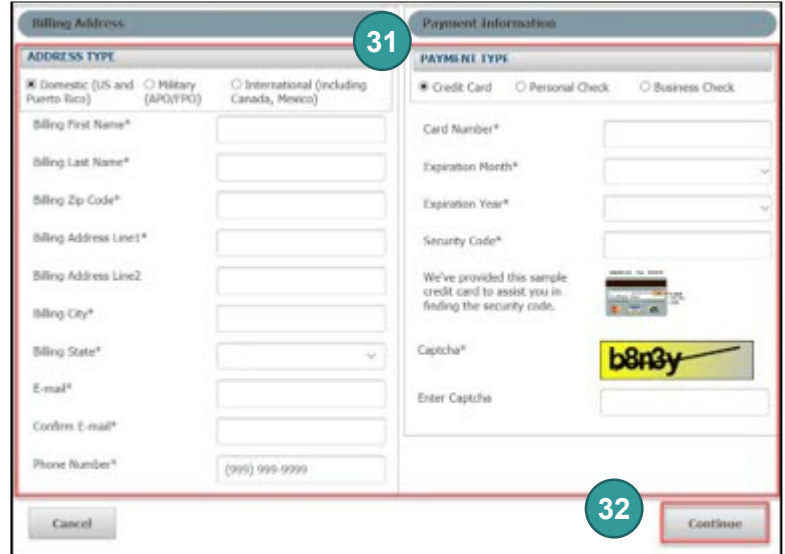 Billing Address
31
ADDRESS TYPE
Domestic (US and Puerto Rico)
Military (APO/FPO)
International (including Canada, Mexico)
Billing First Name*
Billing Last Name*
Billing Zip Code*
Billing Address Line1*
Billing Address Line2
Billing City*
Billing State*
E-mail*
Confirm E-mail*
Phone Number*
(999) 999-9999
Payment Information
PAYMENT TYPE
Credit Card
Personal Check
Business Check
Card Number*
Expiration Month*
Expiration Year*
Security Code*
We've provided this sample
credit card to assist you in
finding the security code.
Captcha*
b8n3y
Enter Captcha
Cancel
32
Continue